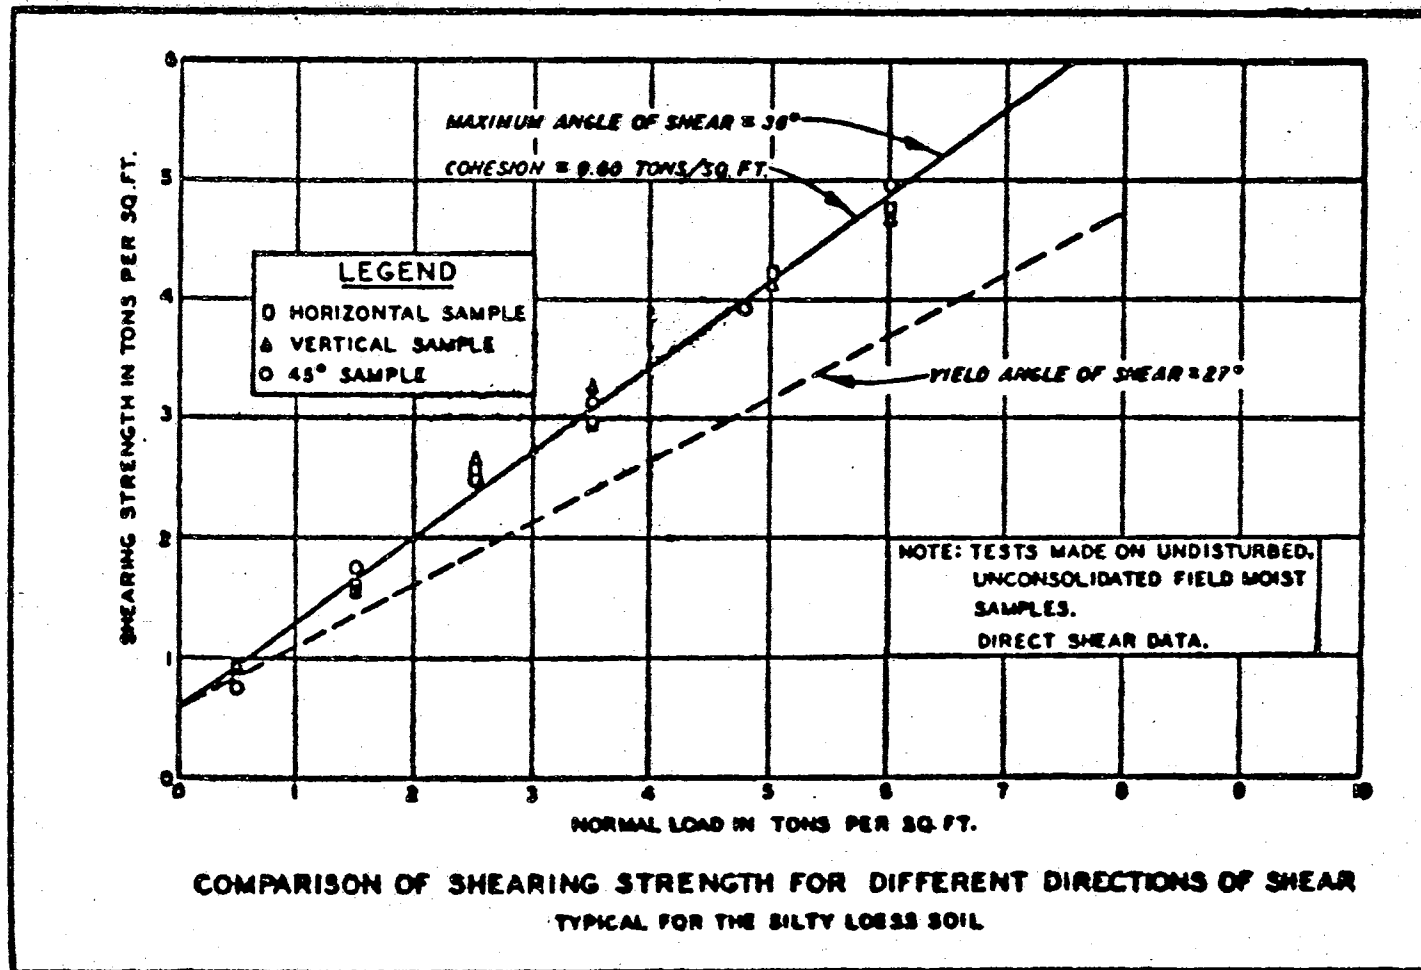 6
MAXIMUM ANGLE OF SHEAR = 36°
COHESION = 0.60 TONS/SQ.FT.
5
LEGEND
HORIZONTAL SAMPLE
VERTICAL SAMPLE
45° SAMPLE
4
YIELD ANGLE OF SHEAR = 27°
3
2
NOTE: TESTS MADE ON UNDISTURBED,
UNCONSOLIDATED FIELD MOIST
SAMPLES.
DIRECT SHEAR DATA.
1
0
SHEARING STRENGTH IN TONS PER SQ.FT.
0 1 2 3 4 5 6 7 8 9 10
NORMAL LOAD IN TONS PER SQ.FT.
COMPARISON OF SHEARING STRENGTH FOR DIFFERENT DIRECTIONS OF SHEAR
TYPICAL FOR THE SILTY LOESS SOIL